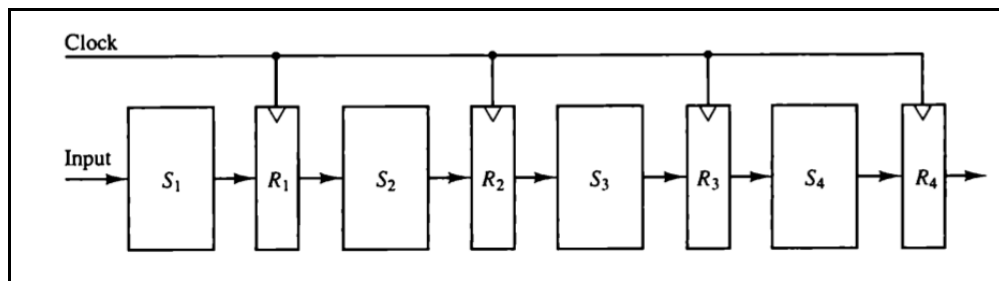 Clock
Input
S₁
R₁
S₂
R₂
S₃
R₃
S₄
R₄